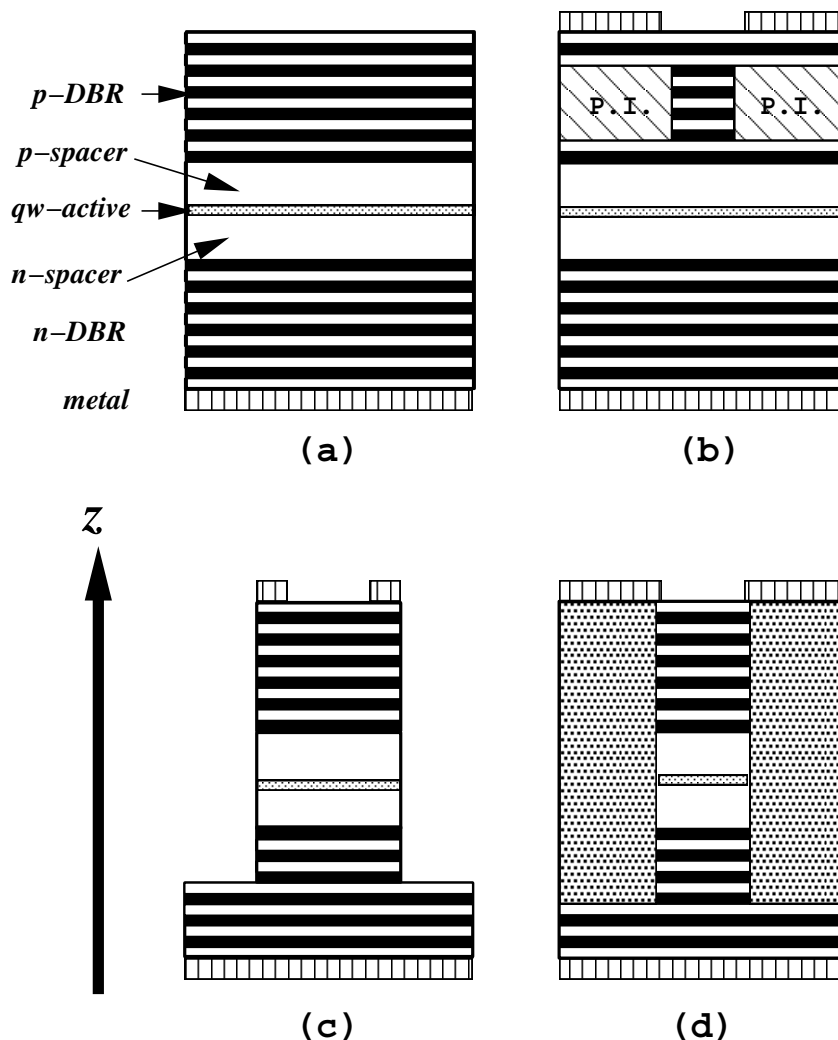 p–DBR
P.I. P.I.
p–spacer
qw–active
n–spacer
n–DBR
metal
(a) (b)
z
(c) (d)